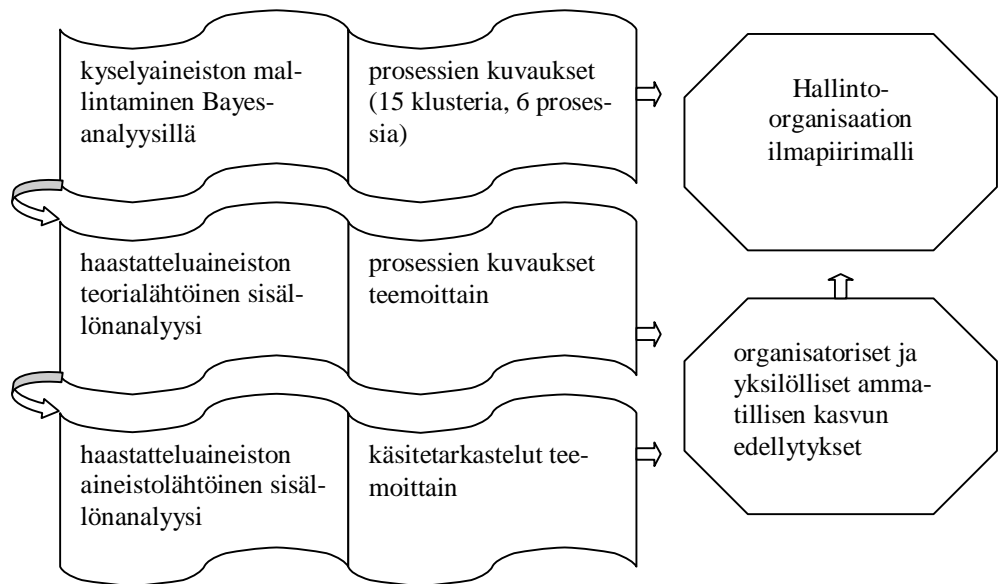 kyselyaineiston mal-
lintaminen Bayes-
analyysillä
prosessien kuvaukset
(15 klusteria, 6 proses-
sia)
Hallinto-
organisaation
ilmapiirimalli
haastatteluaineiston
teorialähtöinen sisäl-
lönanalyysi
prosessien kuvaukset
teemoittain
organisatoriset ja
yksilölliset amma-
tillisen kasvun
edellytykset
haastatteluaineiston
aineistolähtöinen sisäl-
lönanalyysi
käsitetarkastelut tee-
moittain